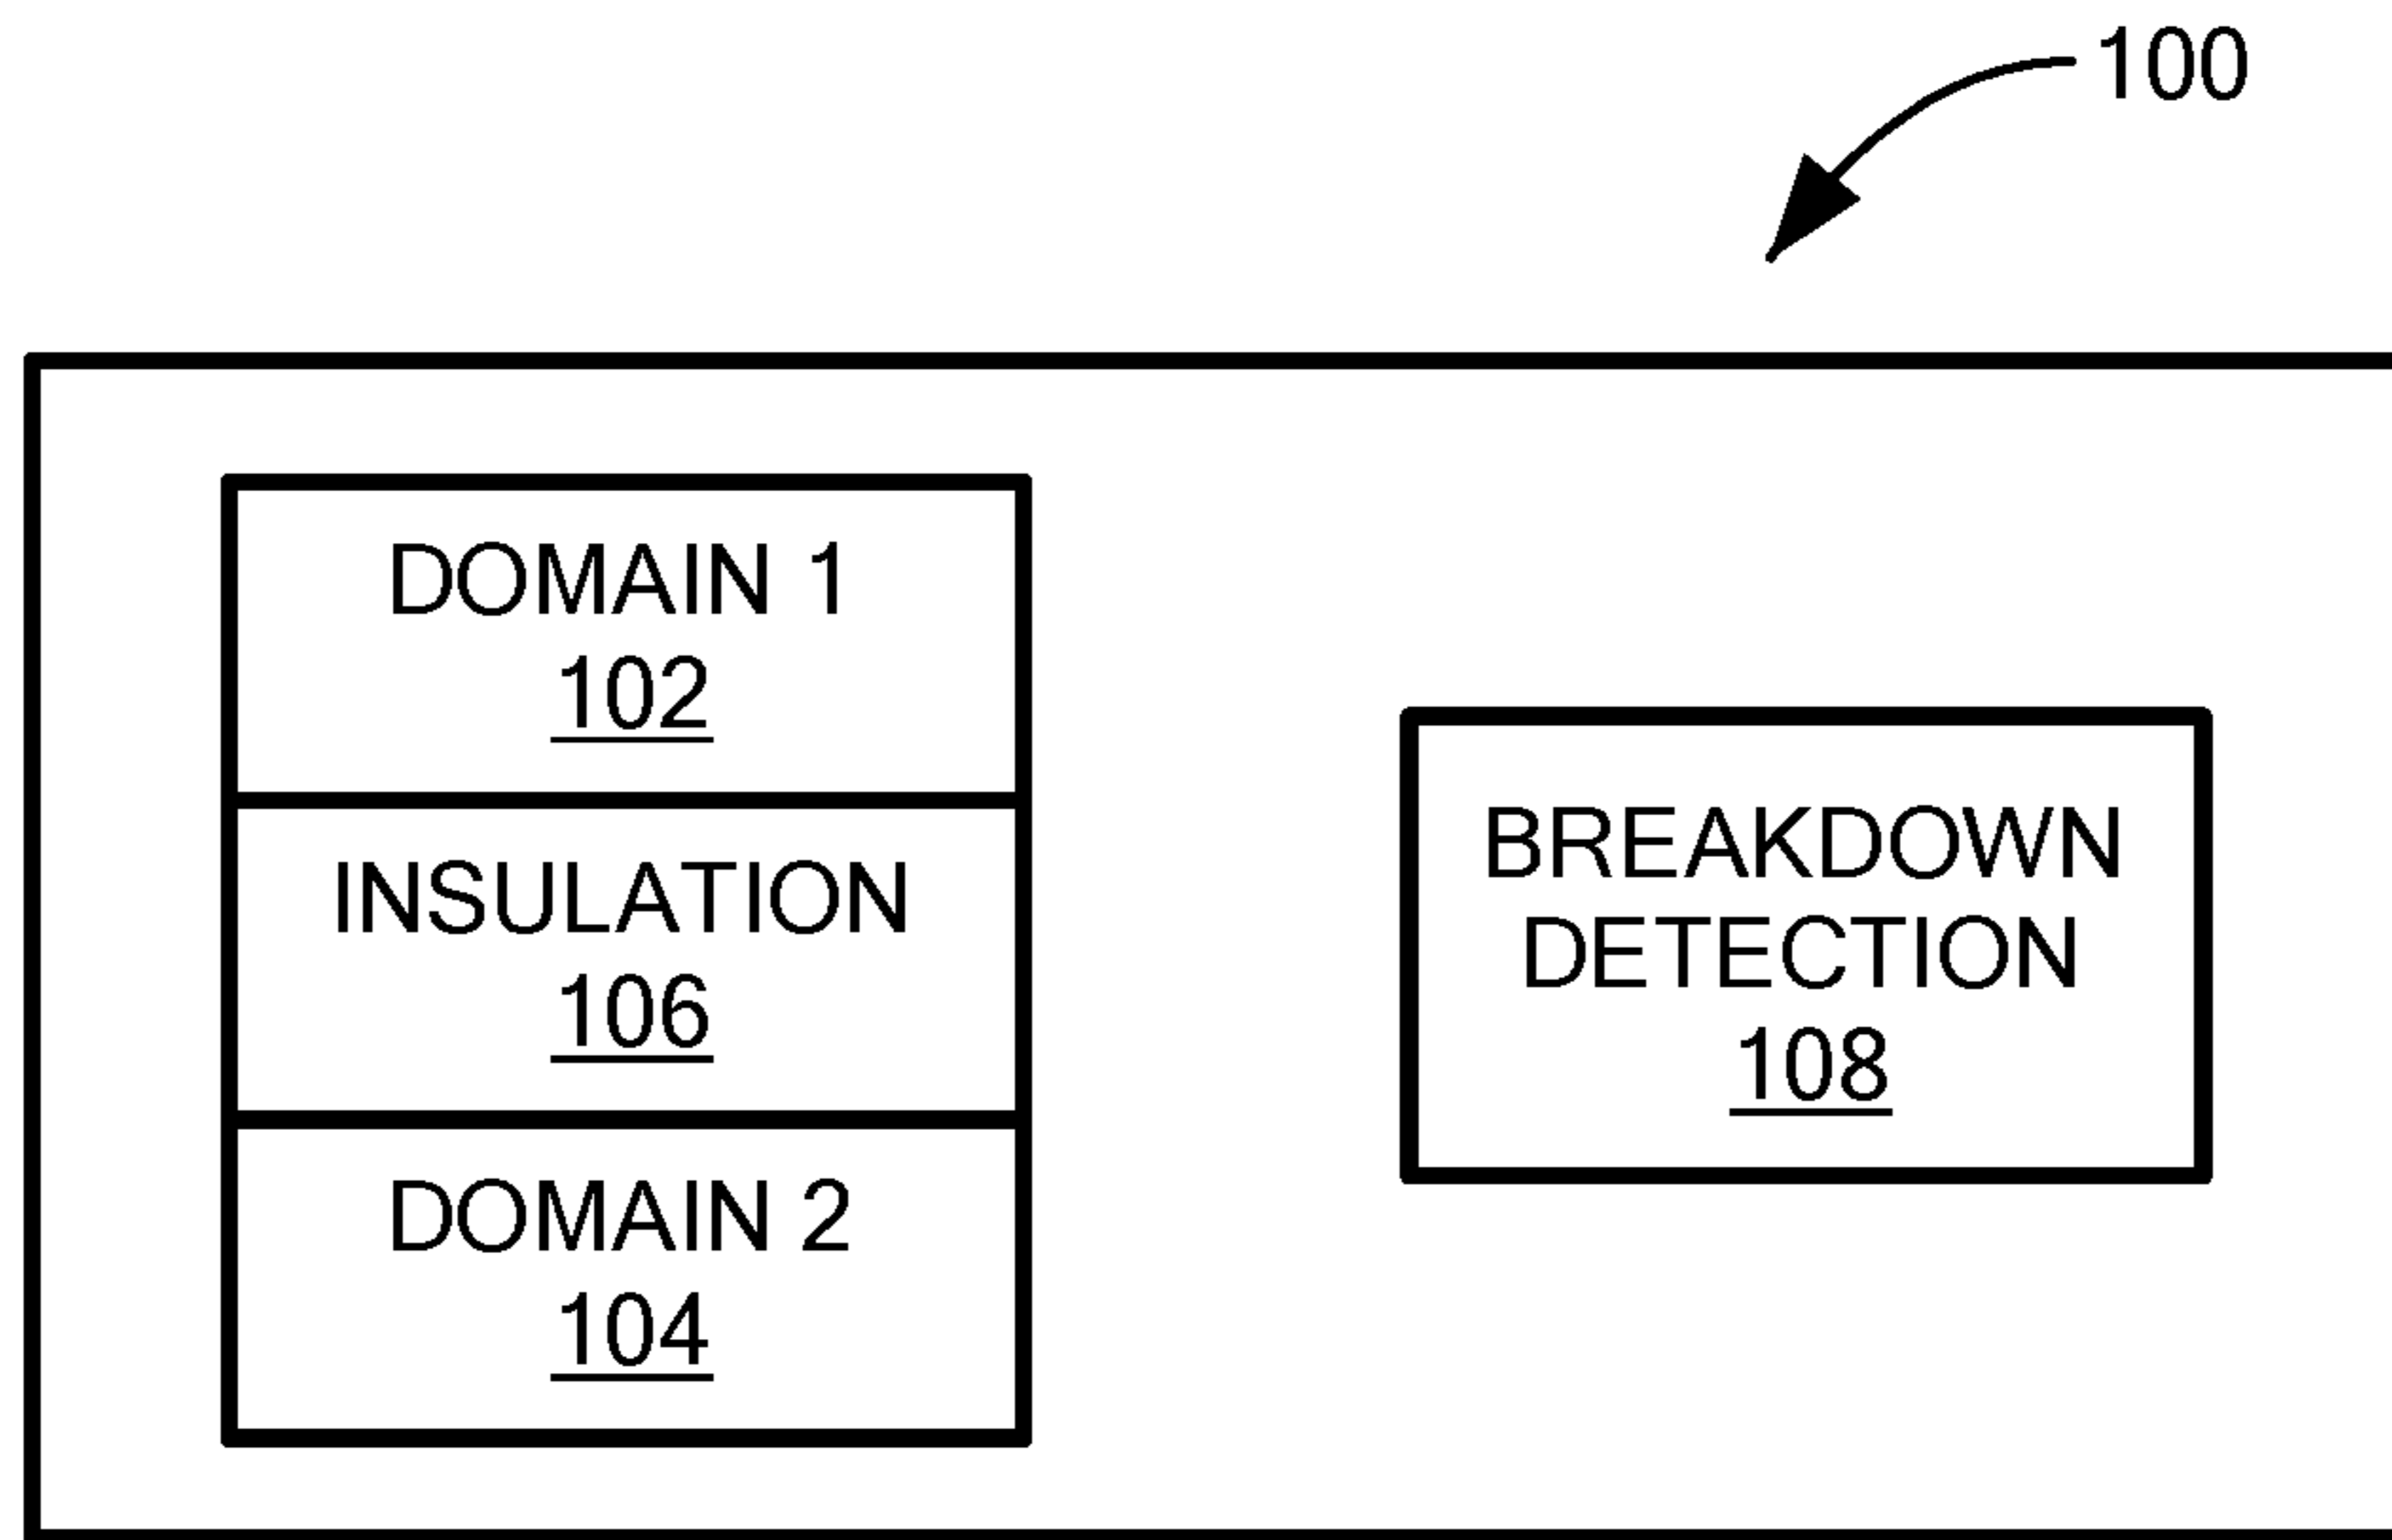 100
DOMAIN 1
102
INSULATION
106
DOMAIN 2
104
BREAKDOWN
DETECTION
108